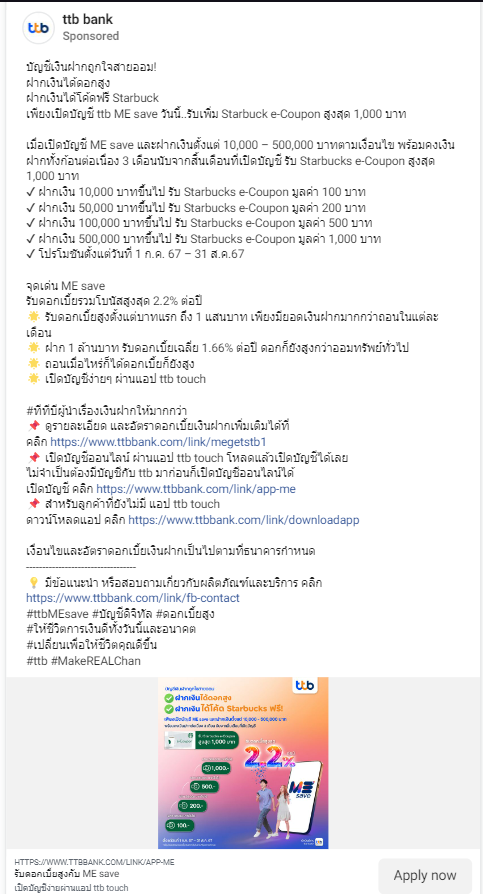 ttb bank
Sponsored
บัญชีเงินฝากถูกใจสายออม!
ฝากเงินได้ดอกสูง
ฝากเงินได้โค้ดฟรี Starbuck
เพียงเปิดบัญชี ttb ME save วันนี้..รับเพิ่ม Starbuck e-Coupon สูงสุด 1,000 บาท
เมื่อเปิดบัญชี ME save และฝากเงินตั้งแต่ 10,000 – 500,000 บาทตามเงื่อนไข พร้อมคงเงิน
ฝากทั้งก้อนต่อเนื่อง 3 เดือนนับจากสิ้นเดือนที่เปิดบัญชี รับ Starbucks e-Coupon สูงสุด
1,000 บาท
✓ ฝากเงิน 10,000 บาทขึ้นไป รับ Starbucks e-Coupon มูลค่า 100 บาท
✓ ฝากเงิน 50,000 บาทขึ้นไป รับ Starbucks e-Coupon มูลค่า 200 บาท
✓ ฝากเงิน 100,000 บาทขึ้นไป รับ Starbucks e-Coupon มูลค่า 500 บาท
✓ ฝากเงิน 500,000 บาทขึ้นไป รับ Starbucks e-Coupon มูลค่า 1,000 บาท
✓ โปรโมชันตั้งแต่วันที่ 1 ก.ค. 67 – 31 ส.ค.67
จุดเด่น ME save
รับดอกเบี้ยรวมโบนัสสูงสุด 2.2% ต่อปี
🌟 รับดอกเบี้ยสูงตั้งแต่บาทแรก ถึง 1 แสนบาท เพียงมียอดเงินฝากมากกว่าถอนในแต่ละ
เดือน
🌟 ฝาก 1 ล้านบาท รับดอกเบี้ยเฉลี่ย 1.66% ต่อปี ดอกก็ยังสูงกว่าออมทรัพย์ทั่วไป
🌟 ถอนเมื่อไหร่ก็ได้ดอกเบี้ยก็ยังสูง
🌟 เปิดบัญชีง่ายๆ ผ่านแอป ttb touch
#ทีทีบีผู้นำเรื่องเงินฝากให้มากกว่า
📌 ดูรายละเอียด และอัตราดอกเบี้ยเงินฝากเพิ่มเติมได้ที่
คลิก https://www.ttbbank.com/link/megetstb1
📌 เปิดบัญชีออนไลน์ ผ่านแอป ttb touch โหลดแล้วเปิดบัญชีได้เลย
ไม่จำเป็นต้องมีบัญชีกับ ttb มาก่อนก็เปิดบัญชีออนไลน์ได้
เปิดบัญชี คลิก https://www.ttbbank.com/link/app-me
📌 สำหรับลูกค้าที่ยังไม่มี แอป ttb touch
ดาวน์โหลดแอป คลิก https://www.ttbbank.com/link/downloadapp
เงื่อนไขและอัตราดอกเบี้ยเงินฝากเป็นไปตามที่ธนาคารกำหนด
----------------------------------
💡 มีข้อแนะนำ หรือสอบถามเกี่ยวกับผลิตภัณฑ์และบริการ คลิก
https://www.ttbbank.com/link/fb-contact
#ttbMEsave #บัญชีดิจิทัล #ดอกเบี้ยสูง
#ให้ชีวิตการเงินดีทั้งวันนี้และอนาคต
#เปลี่ยนเพื่อให้ชีวิตคุณดีขึ้น
#ttb #MakeREALChan
ttb
บัญชีเงินฝากถูกใจสายออม
ฝากเงินได้ดอกสูง
ฝากเงินได้โค้ด Starbucks ฟรี!
สูงสุด 1,000 บาท
2.2%
1,000.-
500.-
200.-
100.-
ME
save
ttb
HTTPS://WWW.TTBBANK.COM/LINK/APP-ME
รับดอกเบี้ยสูงกับ ME save
เปิดบัญชีง่ายผ่านแอป ttb touch
Apply now